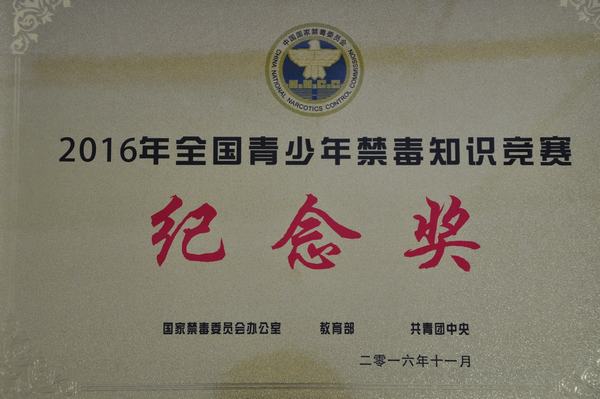 中国国家禁毒委员会
CHINA NATIONAL NARCOTICS CONTROL COMMISSION
2016年全国青少年禁毒知识竞赛
纪念奖
国家禁毒委员会办公室 教育部 共青团中央
二零一六年十一月